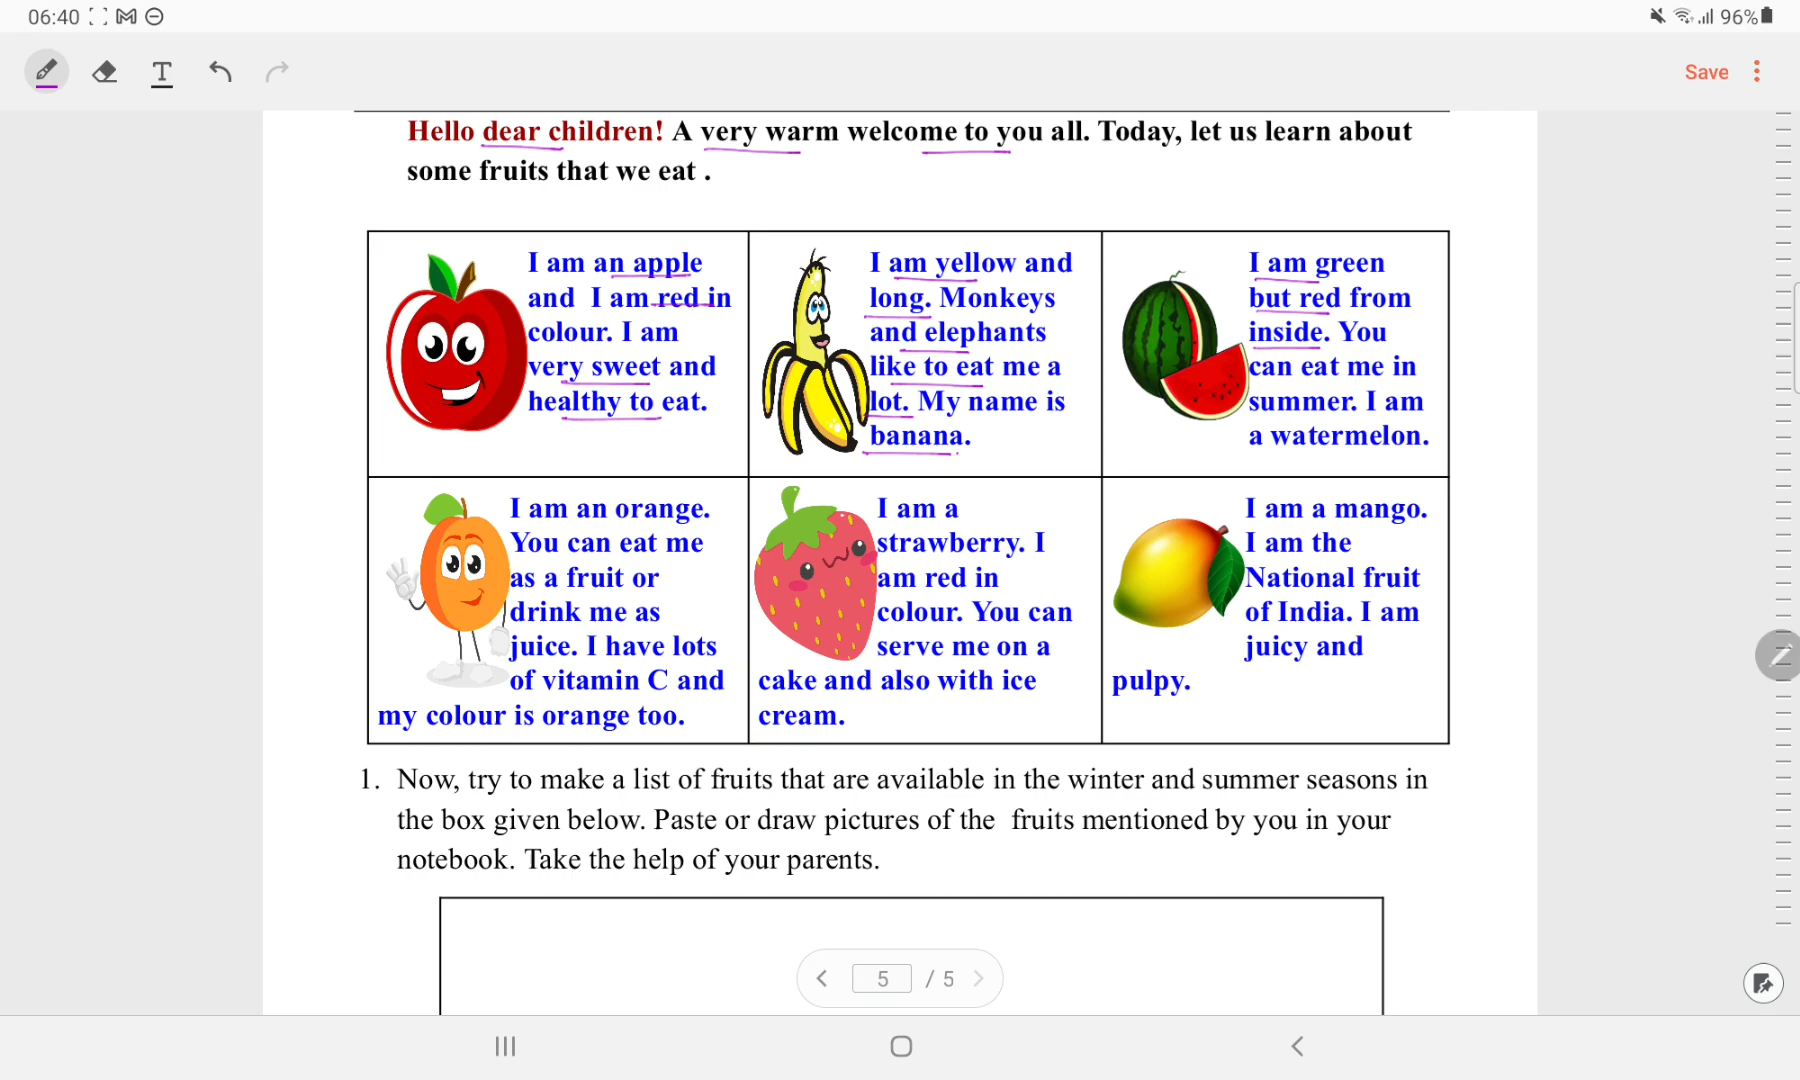 06:40
96%
T
Save
Hello dear children! A very warm welcome to you all. Today, let us learn about
some fruits that we eat .
I am an apple
and I am red in
colour. I am
very sweet and
healthy to eat.
I am yellow and
long. Monkeys
and elephants
like to eat me a
lot. My name is
banana.
I am green
but red from
inside. You
can eat me in
summer. I am
a watermelon.
I am an orange.
You can eat me
as a fruit or
drink me as
juice. I have lots
of vitamin C and
my colour is orange too.
I am a
strawberry. I
am red in
colour. You can
serve me on a
cake and also with ice
cream.
I am a mango.
I am the
National fruit
of India. I am
juicy and
pulpy.
1. Now, try to make a list of fruits that are available in the winter and summer seasons in
the box given below. Paste or draw pictures of the fruits mentioned by you in your
notebook. Take the help of your parents.
5 / 5